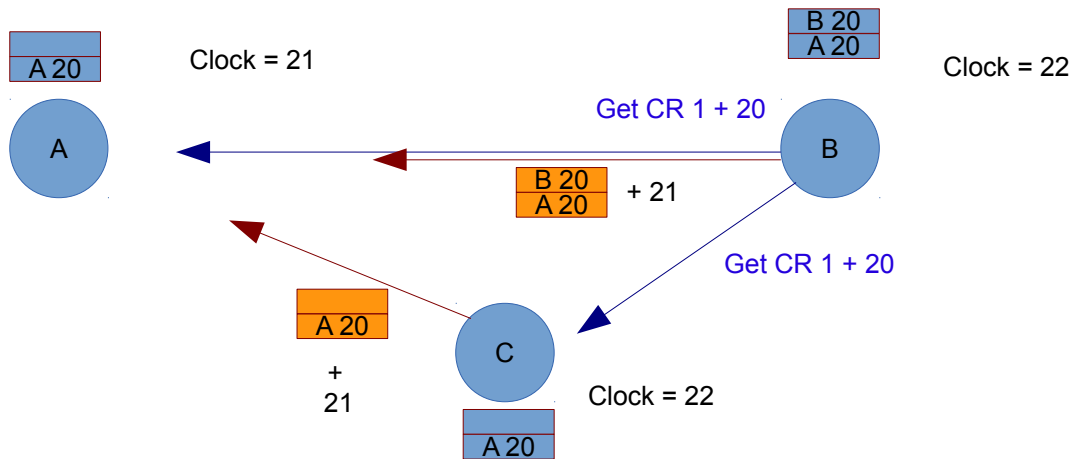 A 20
Clock = 21
B 20
A 20
Clock = 22
Get CR 1 + 20
A
B
B 20
A 20
+ 21
Get CR 1 + 20
A 20
+
21
C
Clock = 22
A 20